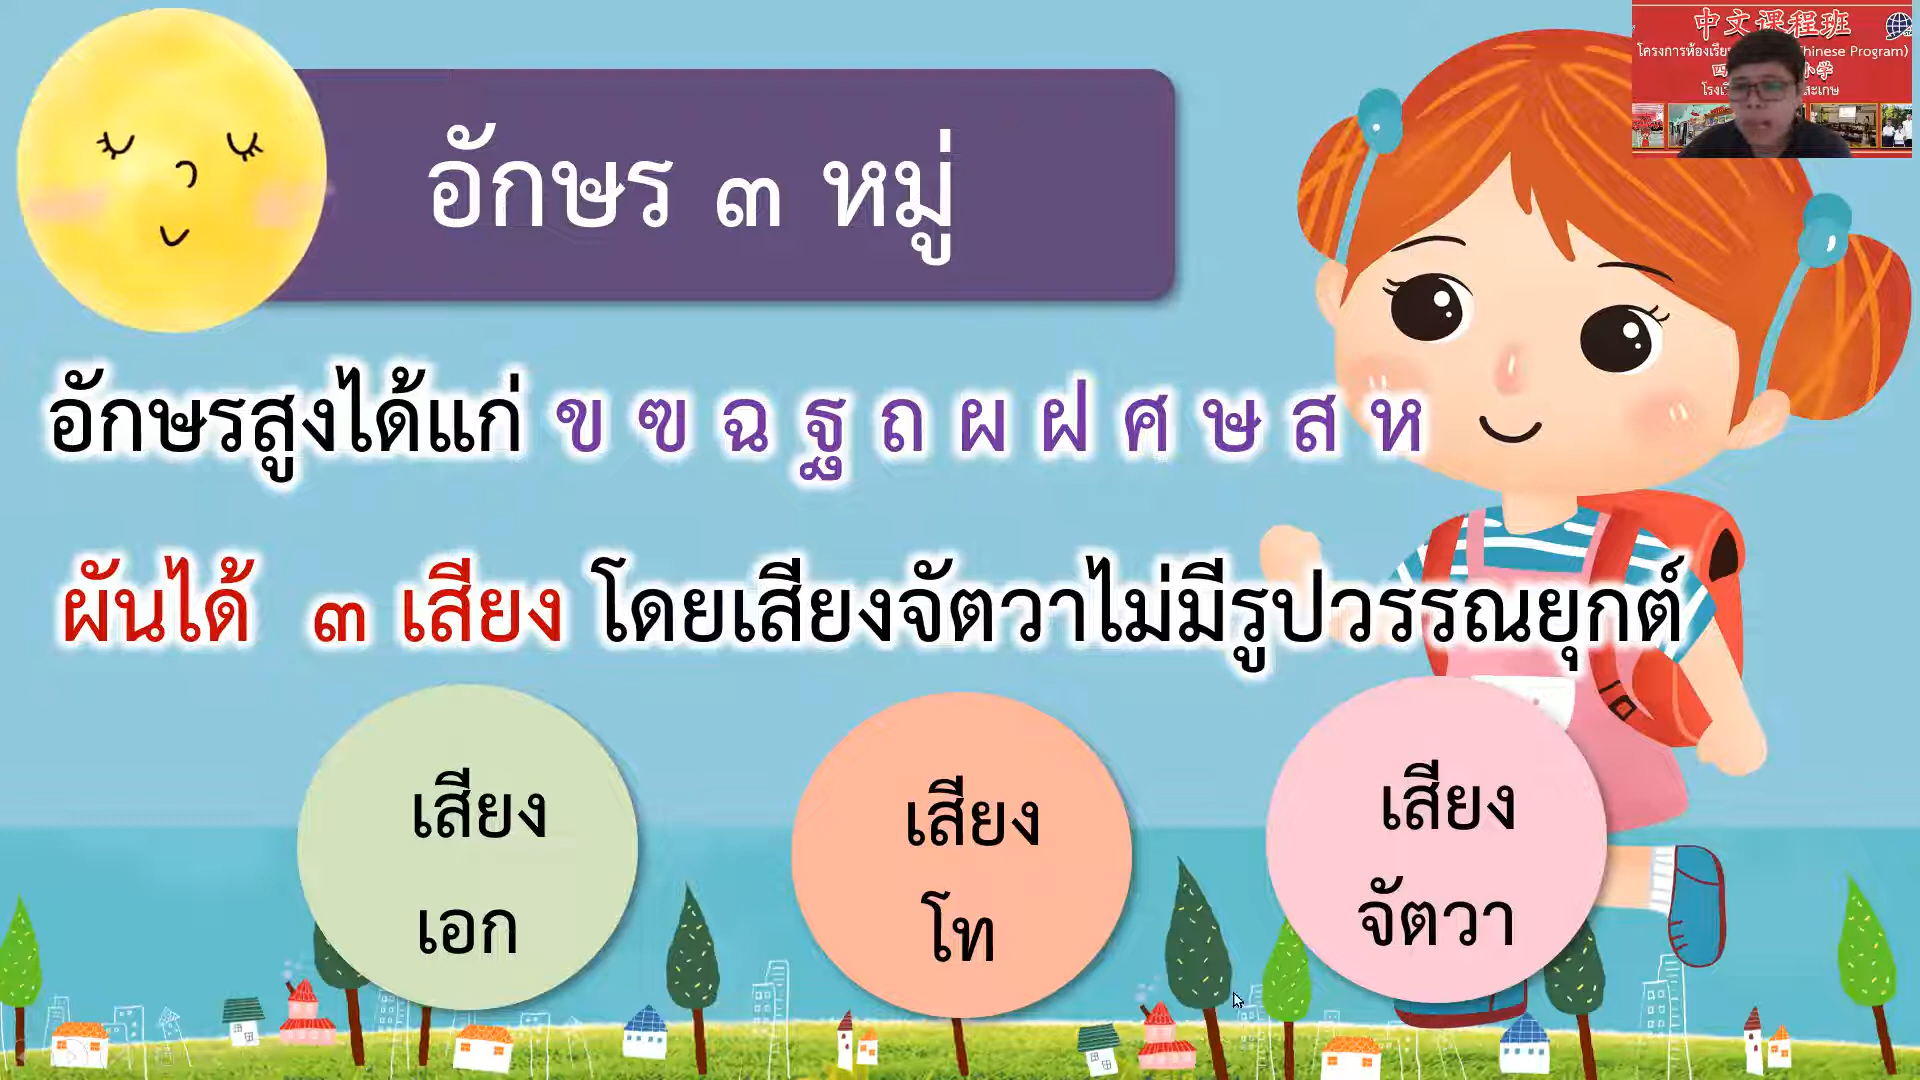 อักษร ๓ หมู่
中文课程班
Chinese Program)
小学
อักษรสูงได้แก่ ข ฃ ฉ ฐ ถ ผ ฝ ศ ษ ส ห
ผันได้ ๓ เสียง โดยเสียงจัตวาไม่มีรูปวรรณยุกต์
เสียง
เอก
เสียง
โท
เสียง
จัตวา